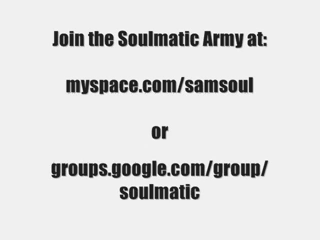 Join the Soulmatic Army at:
myspace.com/samsoul
or
groups.google.com/group/
soulmatic